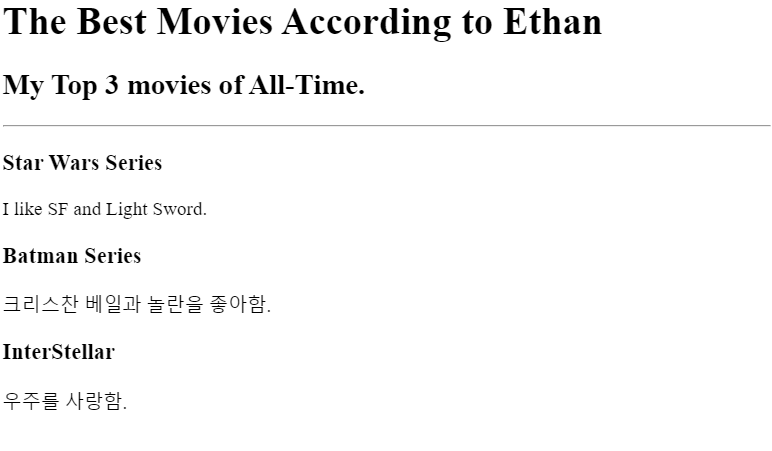 The Best Movies According to Ethan
My Top 3 movies of All-Time.
Star Wars Series
I like SF and Light Sword.
Batman Series
크리스찬 베일과 놀란을 좋아함.
InterStellar
우주를 사랑함.